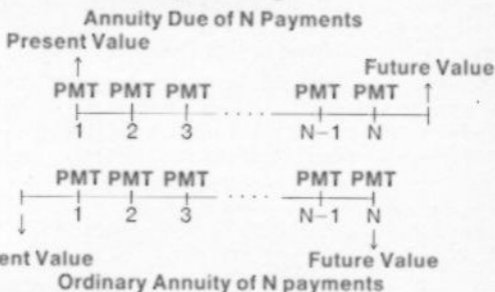 Annuity Due of N Payments
Present Value
Future Value
PMT PMT PMT ···· PMT PMT
1 2 3 N−1 N
PMT PMT PMT ···· PMT PMT
1 2 3 N−1 N
ent Value Future Value
Ordinary Annuity of N payments